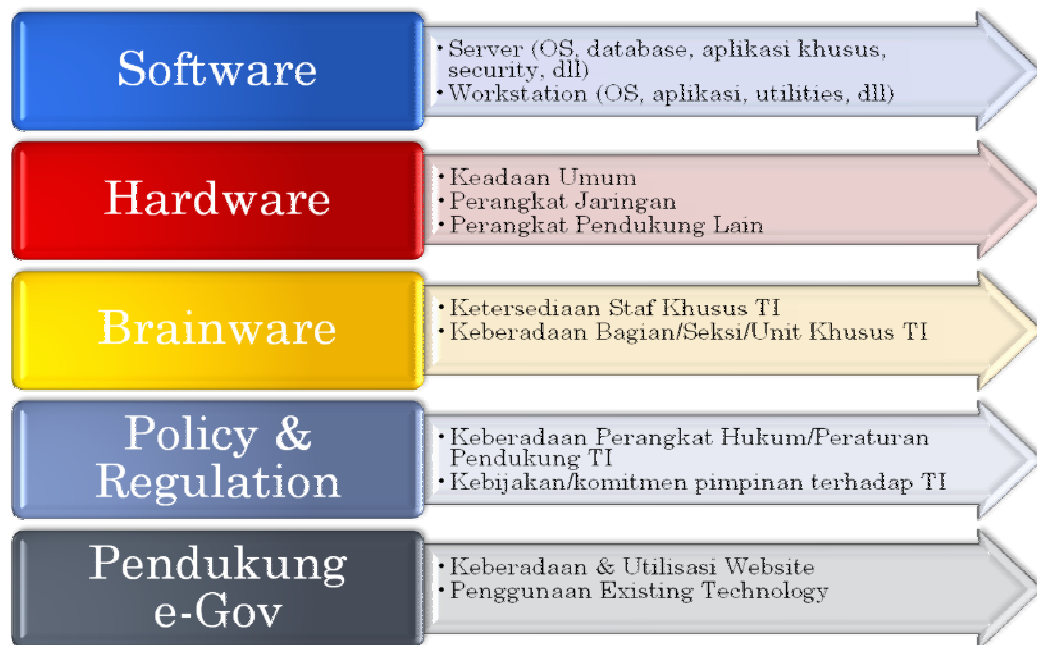 Software
• Server (OS, database, aplikasi khusus,
security, dll)
• Workstation (OS, aplikasi, utilities, dll)
Hardware
• Keadaan Umum
• Perangkat Jaringan
• Perangkat Pendukung Lain
Brainware
• Ketersediaan Staf Khusus TI
• Keberadaan Bagian/Seksi/Unit Khusus TI
Policy &
Regulation
• Keberadaan Perangkat Hukum/Peraturan
Pendukung TI
• Kebijakan/komitmen pimpinan terhadap TI
Pendukung
e-Gov
• Keberadaan & Utilisasi Website
• Penggunaan Existing Technology